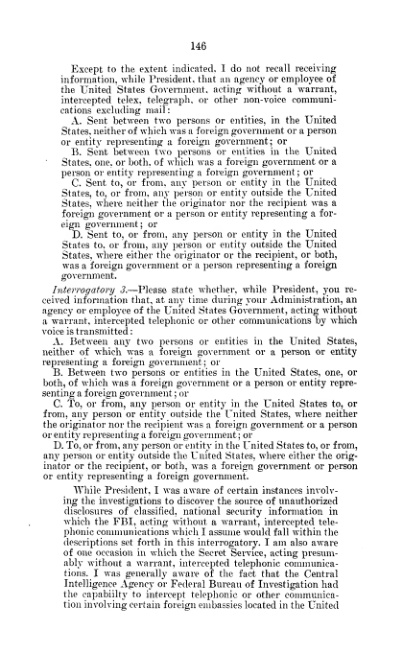 146
Except to the extent indicated, I do not recall receiving
information, while President, that an agency or employee of
the United States Government, acting without a warrant,
intercepted telex, telegraph, or other non-voice communi-
cations excluding mail:
A. Sent between two persons or entities, in the United
States, neither of which was a foreign government or a person
or entity representing a foreign government; or
B. Sent between two persons or entities in the United
States, one, or both, of which was a foreign government or a
person or entity representing a foreign government; or
C. Sent to, or from, any person or entity in the United
States, to, or from, any person or entity outside the United
States, where neither the originator nor the recipient was a
foreign government or a person or entity representing a for-
eign government; or
D. Sent to, or from, any person or entity in the United
States to, or from, any person or entity outside the United
States, where either the originator or the recipient, or both,
was a foreign government or a person representing a foreign
government.
Interrogatory 3.—Please state whether, while President, you re-
ceived information that, at any time during your Administration, an
agency or employee of the United States Government, acting without
a warrant, intercepted telephonic or other communications by which
voice is transmitted:
A. Between any two persons or entities in the United States,
neither of which was a foreign government or a person or entity
representing a foreign government; or
B. Between two persons or entities in the United States, one, or
both, of which was a foreign government or a person or entity repre-
senting a foreign government; or
C. To, or from, any person or entity in the United States to, or
from, any person or entity outside the United States, where neither
the originator nor the recipient was a foreign government or a person
or entity representing a foreign government; or
D. To, or from, any person or entity in the United States to, or from,
any person or entity outside the United States, where either the orig-
inator or the recipient, or both, was a foreign government or person
or entity representing a foreign government.
While President, I was aware of certain instances involv-
ing the investigations to discover the source of unauthorized
disclosures of classified, national security information in
which the FBI, acting without a warrant, intercepted tele-
phonic communications which I assume would fall within the
descriptions set forth in this interrogatory. I am also aware
of one occasion in which the Secret Service, acting presum-
ably without a warrant, intercepted telephonic communica-
tions. I was generally aware of the fact that the Central
Intelligence Agency or Federal Bureau of Investigation had
the capabiilty to intercept telephonic or other communica-
tion involving certain foreign embassies located in the United